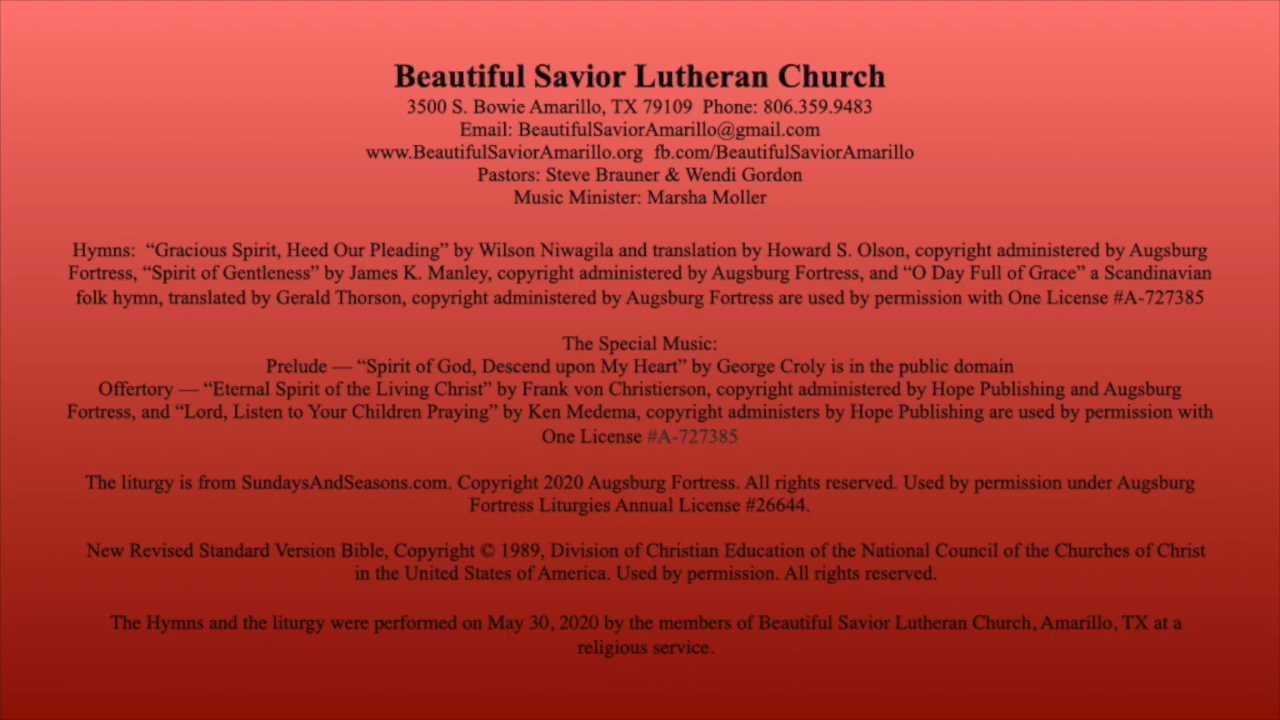 Beautiful Savior Lutheran Church
3500 S. Bowie Amarillo, TX 79109  Phone: 806.359.9483
Email: BeautifulSaviorAmarillo@gmail.com
www.BeautifulSaviorAmarillo.org  fb.com/BeautifulSaviorAmarillo
Pastors: Steve Brauner & Wendi Gordon
Music Minister: Marsha Moller
Hymns:  “Gracious Spirit, Heed Our Pleading” by Wilson Niwagila and translation by Howard S. Olson, copyright administered by Augsburg
Fortress, “Spirit of Gentleness” by James K. Manley, copyright administered by Augsburg Fortress, and “O Day Full of Grace” a Scandinavian
folk hymn, translated by Gerald Thorson, copyright administered by Augsburg Fortress are used by permission with One License #A-727385
The Special Music:
Prelude — “Spirit of God, Descend upon My Heart” by George Croly is in the public domain
Offertory — “Eternal Spirit of the Living Christ” by Frank von Christierson, copyright administered by Hope Publishing and Augsburg
Fortress, and “Lord, Listen to Your Children Praying” by Ken Medema, copyright administers by Hope Publishing are used by permission with
One License #A-727385
The liturgy is from SundaysAndSeasons.com. Copyright 2020 Augsburg Fortress. All rights reserved. Used by permission under Augsburg
Fortress Liturgies Annual License #26644.
New Revised Standard Version Bible, Copyright © 1989, Division of Christian Education of the National Council of the Churches of Christ
in the United States of America. Used by permission. All rights reserved.
The Hymns and the liturgy were performed on May 30, 2020 by the members of Beautiful Savior Lutheran Church, Amarillo, TX at a
religious service.